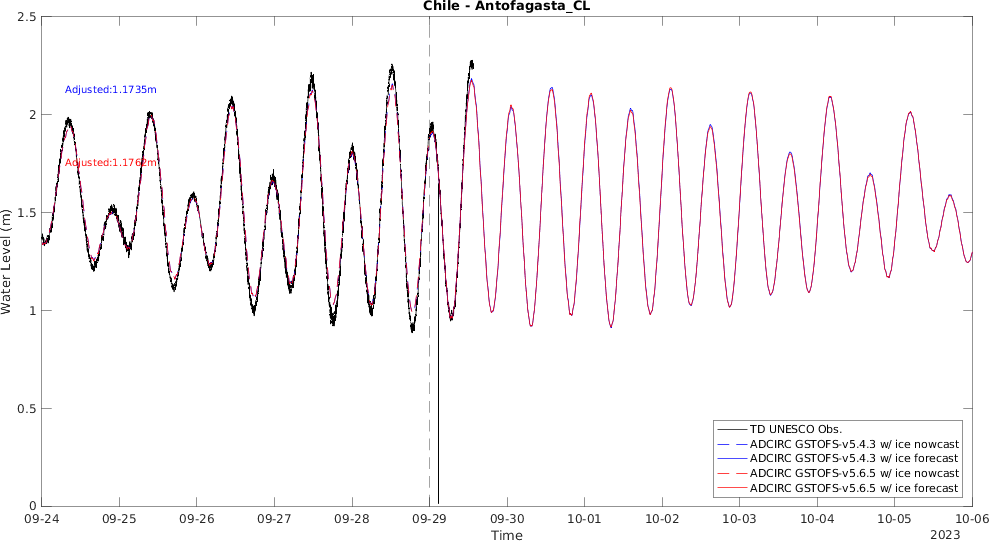 Chile - Antofagasta_CL
2.5
2
1.5
1
0.5
0
Water Level (m)
Adjusted:1.1735m
Adjusted:1.1762m
TD UNESCO Obs.
ADCIRC GSTOFS-v5.4.3 w/ ice nowcast
ADCIRC GSTOFS-v5.4.3 w/ ice forecast
ADCIRC GSTOFS-v5.6.5 w/ ice nowcast
ADCIRC GSTOFS-v5.6.5 w/ ice forecast
09-24 09-25 09-26 09-27 09-28 09-29 09-30 10-01 10-02 10-03 10-04 10-05 10-06
Time
2023